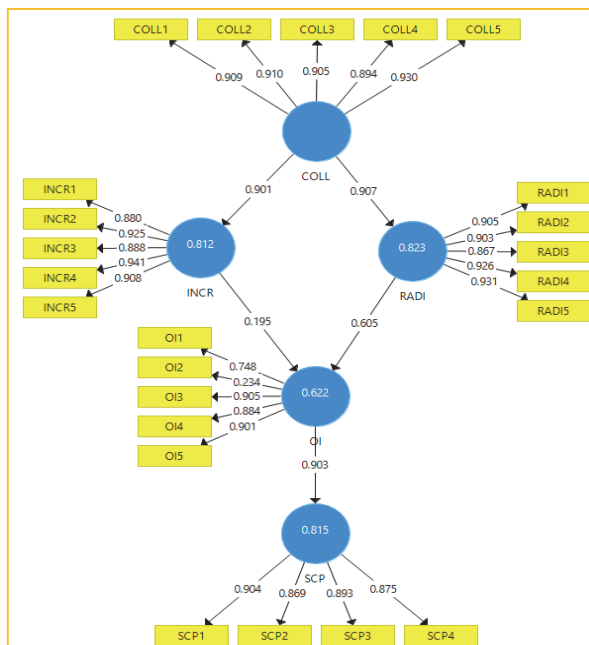 COLL1 COLL2 COLL3 COLL4 COLL5
0.909 0.910 0.905 0.894 0.930
COLL
0.901 0.907
INCR1
INCR2
INCR3
INCR4
INCR5
0.880
0.925
0.888
0.941
0.908
0.812
INCR
0.823
RADI
0.905
0.903
0.867
0.926
0.931
RADI1
RADI2
RADI3
RADI4
RADI5
0.195 0.605
OI1
OI2
OI3
OI4
OI5
0.748
0.234
0.905
0.884
0.901
0.622
OI
0.903
0.815
SCP
0.904 0.869 0.893 0.875
SCP1 SCP2 SCP3 SCP4